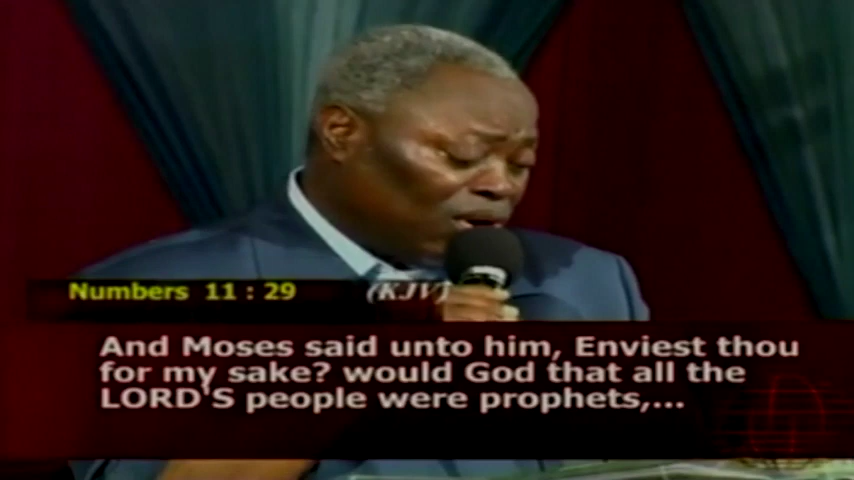 Numbers 11 : 29 (KJV)
And Moses said unto him, Enviest thou
for my sake? would God that all the
LORD'S people were prophets,...